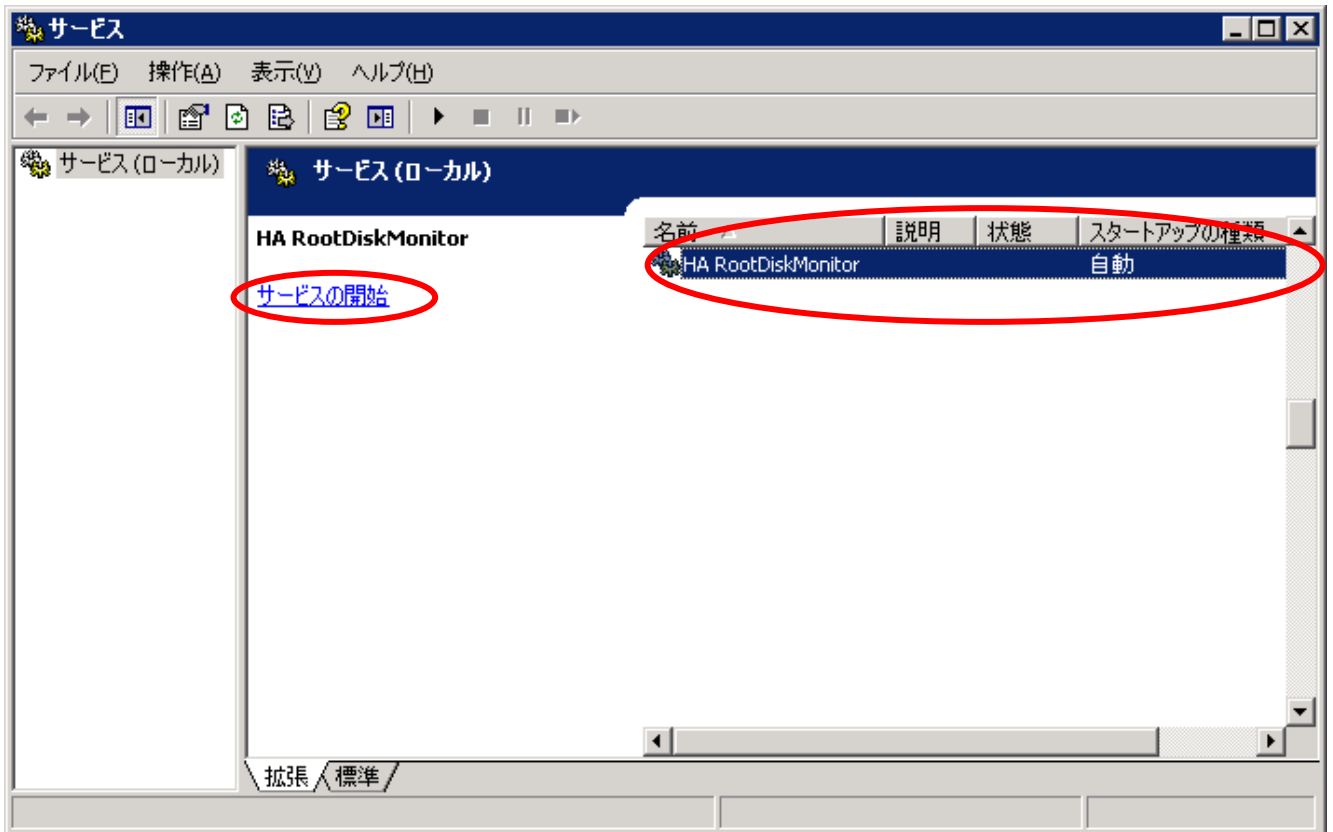 サービス
ファイル(F) 操作(A) 表示(V) ヘルプ(H)
サービス (ローカル)
サービス (ローカル)
HA RootDiskMonitor
サービスの開始
名前 説明 状態 スタートアップの種類
HA RootDiskMonitor 自動
拡張 標準